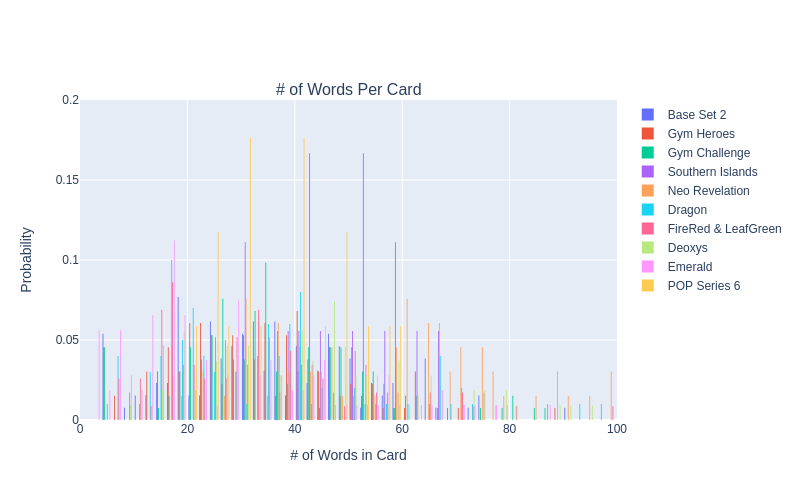 # of Words Per Card
0.2
0.15
0.1
0.05
0
0
20
40
60
80
100
Probability
# of Words in Card
Base Set 2
Gym Heroes
Gym Challenge
Southern Islands
Neo Revelation
Dragon
FireRed & LeafGreen
Deoxys
Emerald
POP Series 6